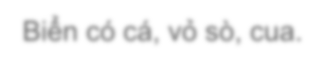 Biển có cá, vỏ sò, cua.